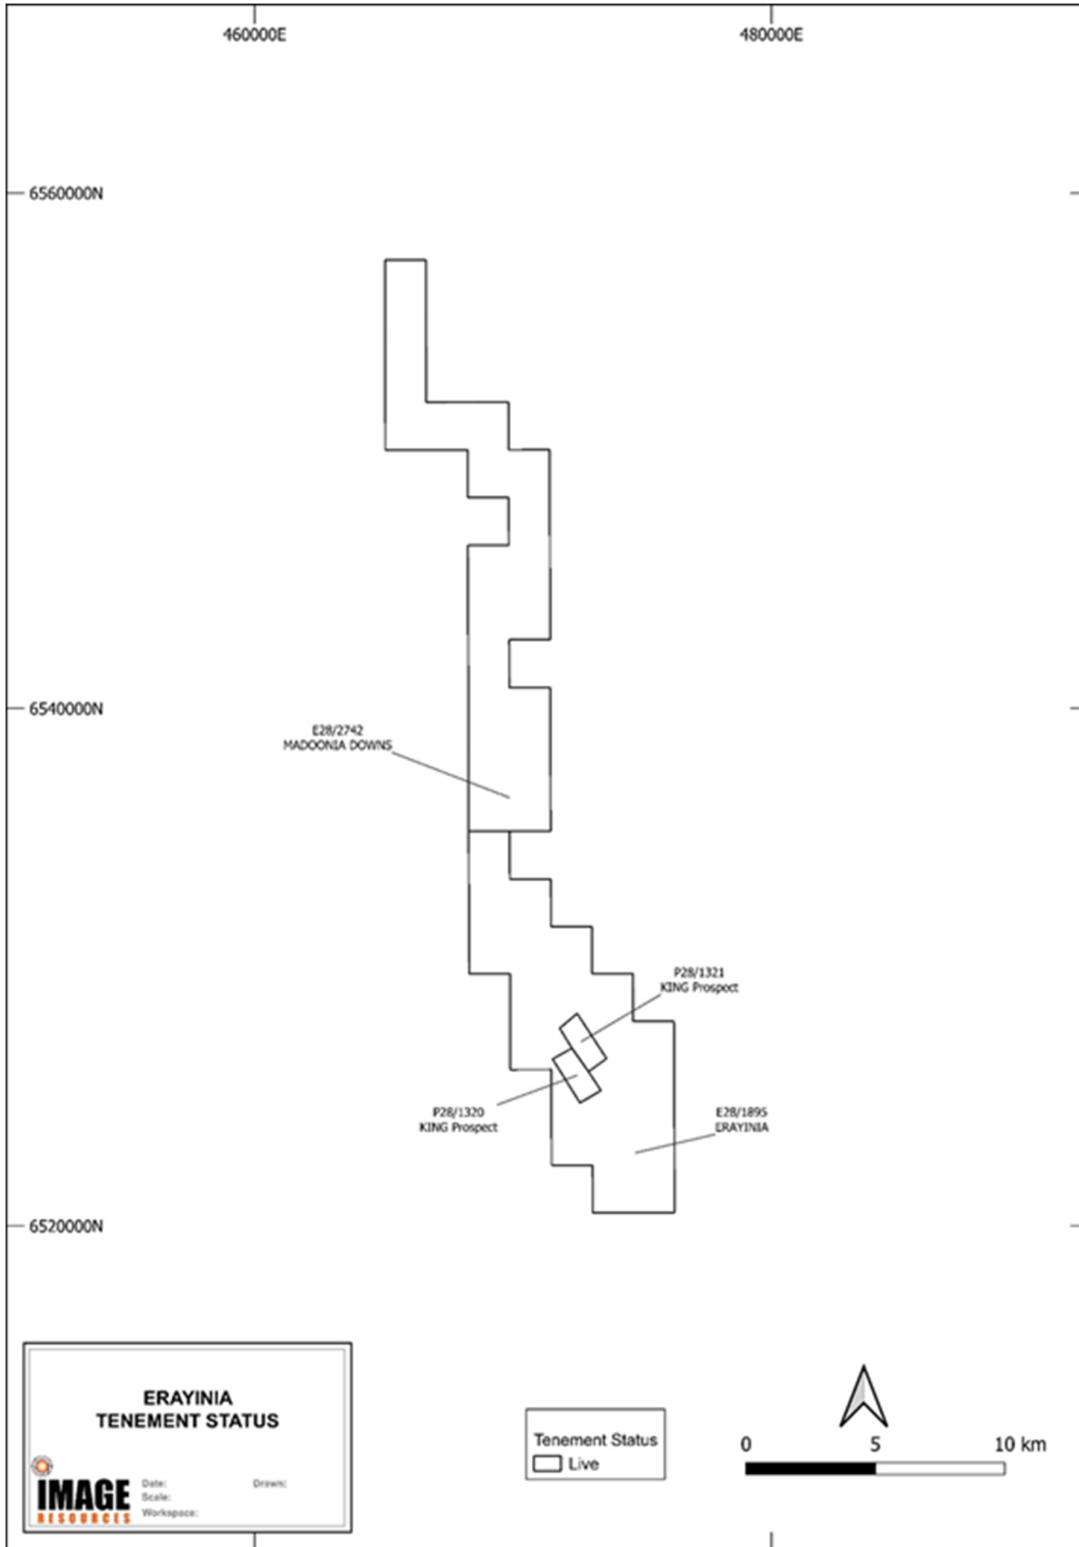 460000E
480000E
6560000N
6540000N
E28/2742
MADOONIA DOWNS
P28/1321
KING Prospect
P28/1320
KING Prospect
E28/1895
ERAYINIA
6520000N
ERAYINIA
TENEMENT STATUS
IMAGE
RESOURCES
Date:
Drawn:
Scale:
Workspace:
Tenement Status
Live
0
5
10 km